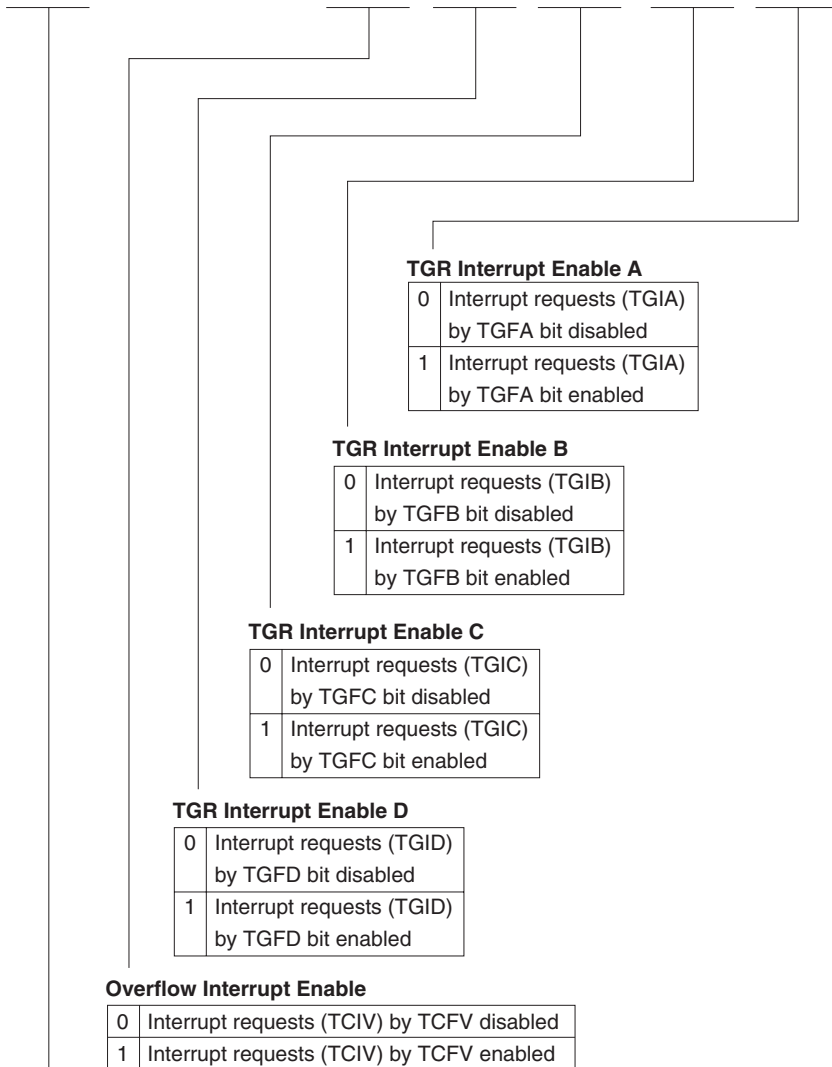 TGR Interrupt Enable A
0 Interrupt requests (TGIA)
by TGFA bit disabled
1 Interrupt requests (TGIA)
by TGFA bit enabled
TGR Interrupt Enable B
0 Interrupt requests (TGIB)
by TGFB bit disabled
1 Interrupt requests (TGIB)
by TGFB bit enabled
TGR Interrupt Enable C
0 Interrupt requests (TGIC)
by TGFC bit disabled
1 Interrupt requests (TGIC)
by TGFC bit enabled
TGR Interrupt Enable D
0 Interrupt requests (TGID)
by TGFD bit disabled
1 Interrupt requests (TGID)
by TGFD bit enabled
Overflow Interrupt Enable
0 Interrupt requests (TCIV) by TCFV disabled
1 Interrupt requests (TCIV) by TCFV enabled